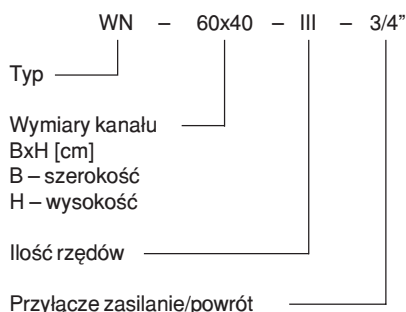 WN – 60x40 – III – 3/4”
Typ
Wymiary kanału
BxH [cm]
B – szerokość
H – wysokość
Ilość rzędów
Przyłącze zasilanie/powrót